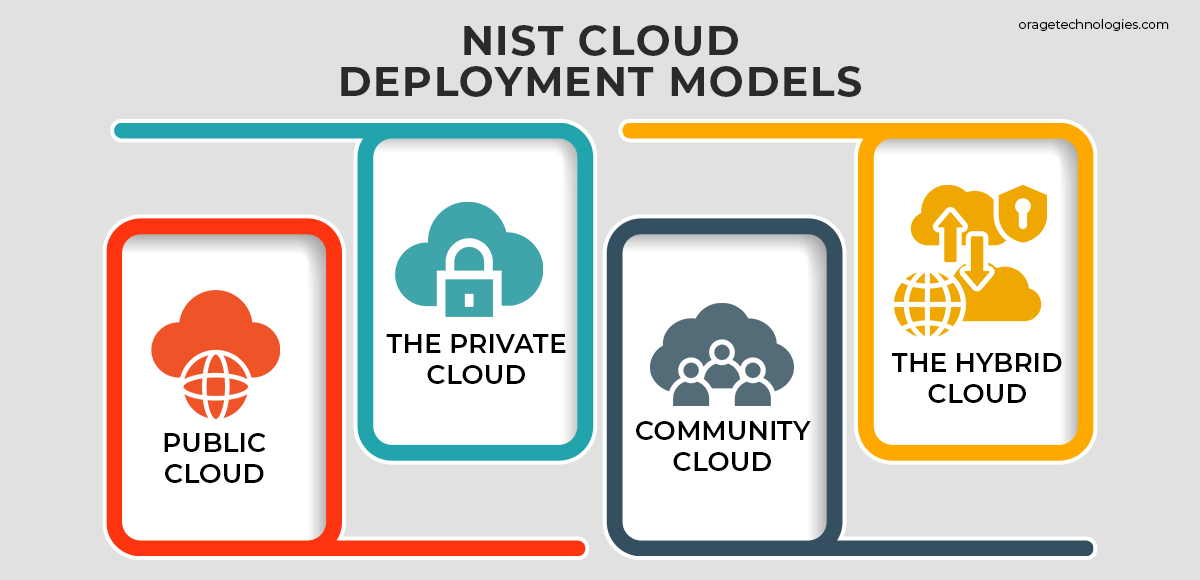 oragetechnologies.com
NIST CLOUD
DEPLOYMENT MODELS
PUBLIC
CLOUD
THE PRIVATE
CLOUD
COMMUNITY
CLOUD
THE HYBRID
CLOUD